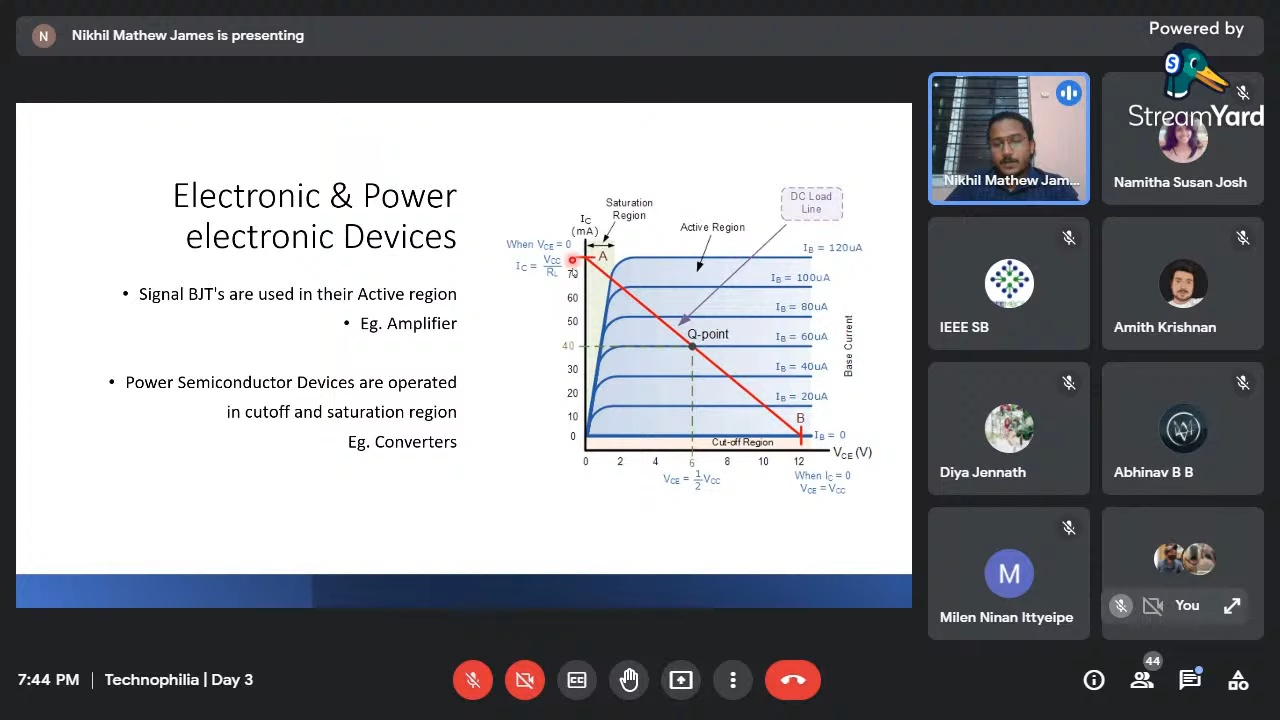 N
Nikhil Mathew James is presenting
Powered by
S
StreamYard
Electronic & Power
electronic Devices
• Signal BJT's are used in their Active region
• Eg. Amplifier
• Power Semiconductor Devices are operated
in cutoff and saturation region
Eg. Converters
DC Load
Line
Saturation
Region
Active Region
IC
(mA)
When VCE = 0
IC = VCC
RL
A
70
60
50
40
30
20
10
0
IB = 120uA
IB = 100uA
IB = 80uA
IB = 60uA
IB = 40uA
IB = 20uA
IB = 0
Q-point
Base Current
B
Cut-off Region
VCE (V)
0 2 4 6 8 10 12
VCE = 1
2 VCC
When IC = 0
VCE = VCC
Nikhil Mathew Jam...
Namitha Susan Josh
IEEE SB
Amith Krishnan
Diya Jennath
Abhinav B B
M
Milen Ninan Ittyeipe
You
7:44 PM | Technophilia | Day 3
CC
44